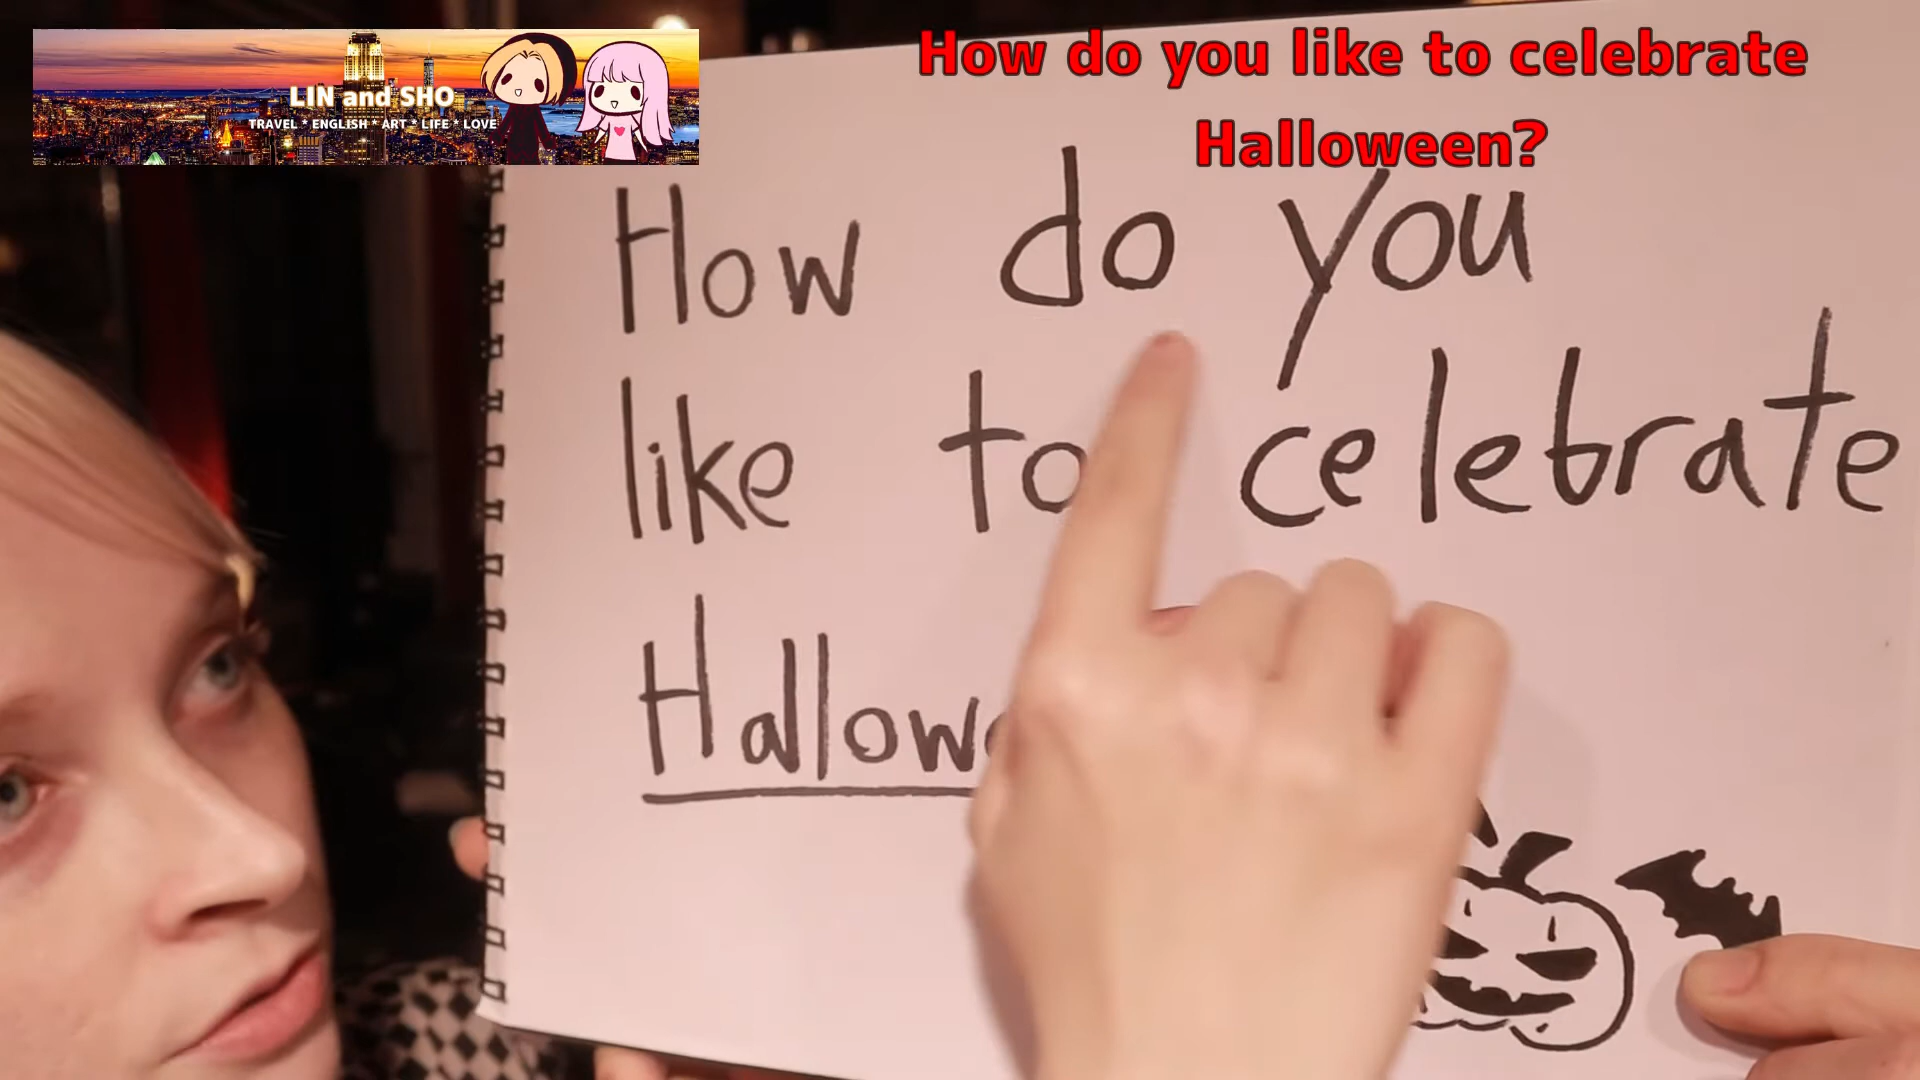 LIN and SHO
TRAVEL * ENGLISH * ART * LIFE * LOVE
How do you like to celebrate
Halloween?
How do you
like to celebrate
Hallowe